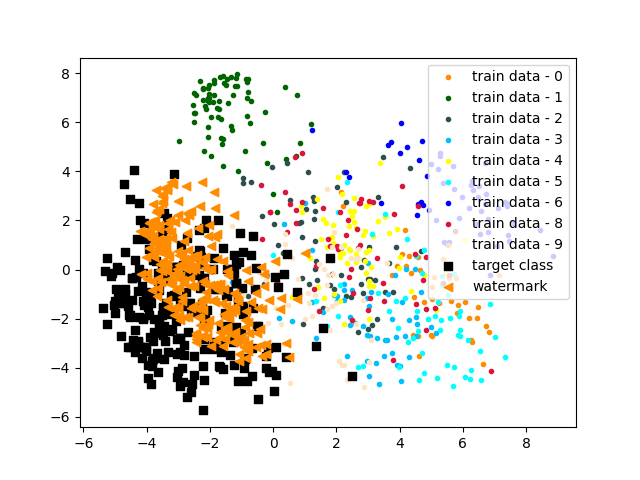 8
6
4
2
0
−2
−4
−6
−6
−4
−2
0
2
4
6
8
train data - 0
train data - 1
train data - 2
train data - 3
train data - 4
train data - 5
train data - 6
train data - 8
train data - 9
target class
watermark